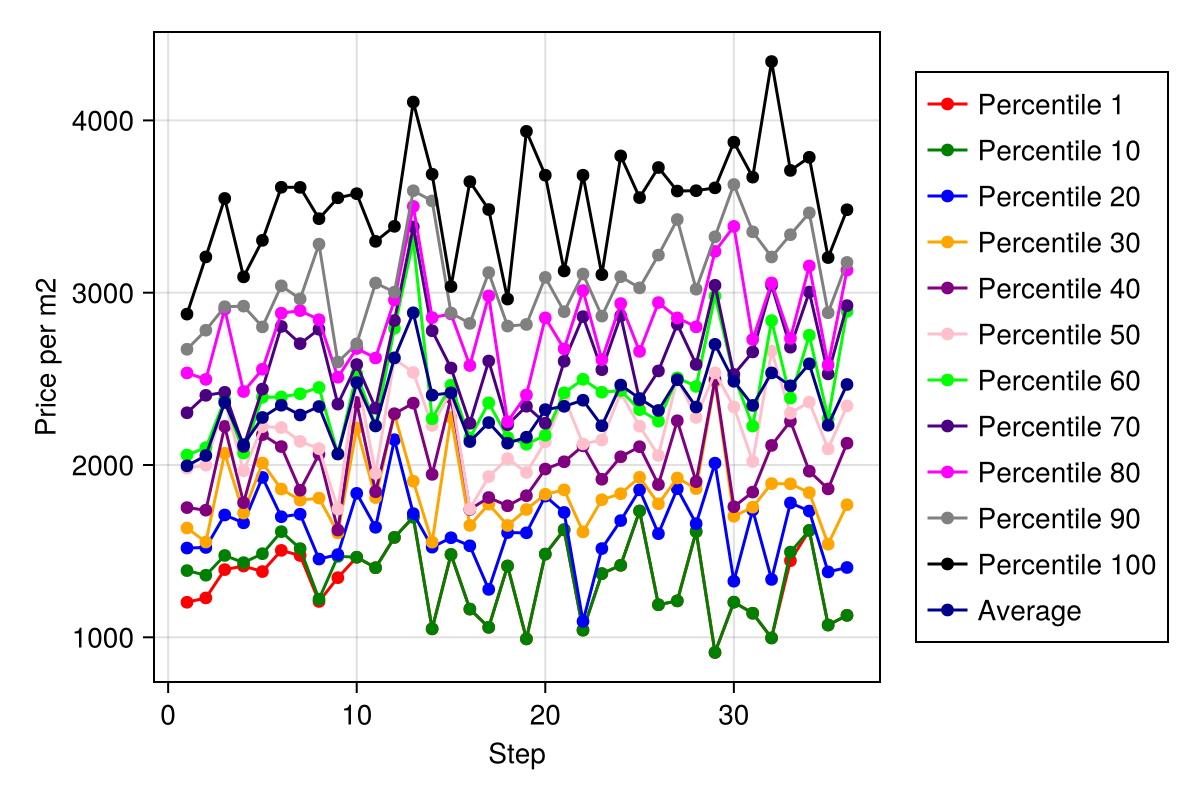 4000
3000
2000
1000
Price per m2
0
10
20
30
Step
Percentile 1
Percentile 10
Percentile 20
Percentile 30
Percentile 40
Percentile 50
Percentile 60
Percentile 70
Percentile 80
Percentile 90
Percentile 100
Average